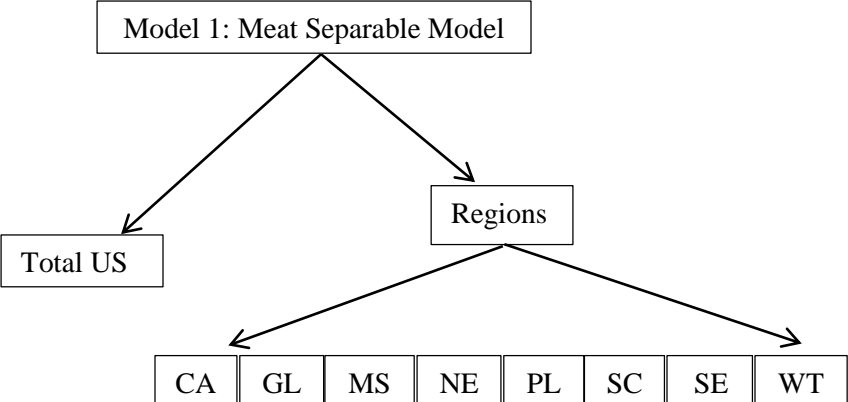 Model 1: Meat Separable Model
Regions
Total US
CA GL MS NE PL SC SE WT